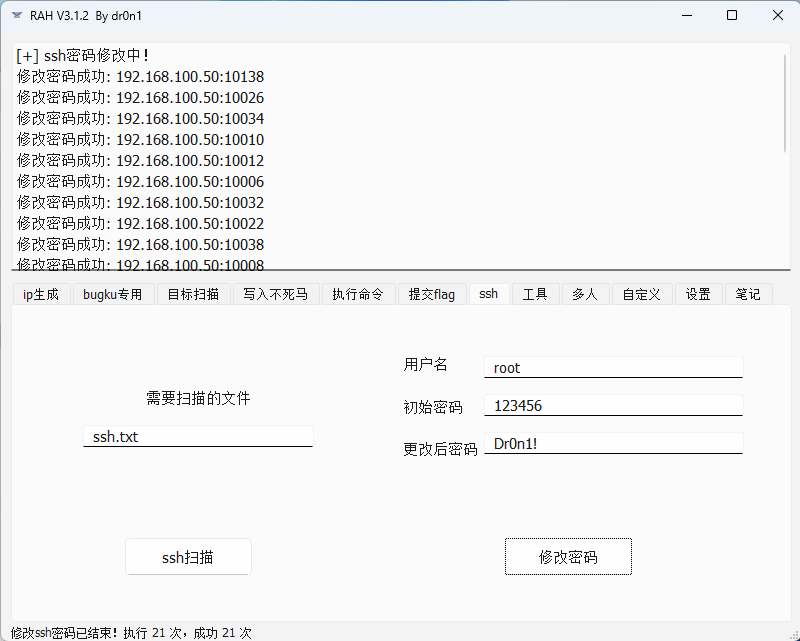 RAH V3.1.2 By dr0n1
[+] ssh密码修改中!
修改密码成功: 192.168.100.50:10138
修改密码成功: 192.168.100.50:10026
修改密码成功: 192.168.100.50:10034
修改密码成功: 192.168.100.50:10010
修改密码成功: 192.168.100.50:10012
修改密码成功: 192.168.100.50:10006
修改密码成功: 192.168.100.50:10032
修改密码成功: 192.168.100.50:10022
修改密码成功: 192.168.100.50:10038
修改密码成功: 192.168.100.50:10008
ip生成 bugku专用 目标扫描 写入不死马 执行命令 提交flag ssh 工具 多人 自定义 设置 笔记
用户名 root
需要扫描的文件
初始密码 123456
ssh.txt
更改后密码 Dr0n1!
ssh扫描 修改密码
修改ssh密码已结束! 执行 21 次，成功 21 次